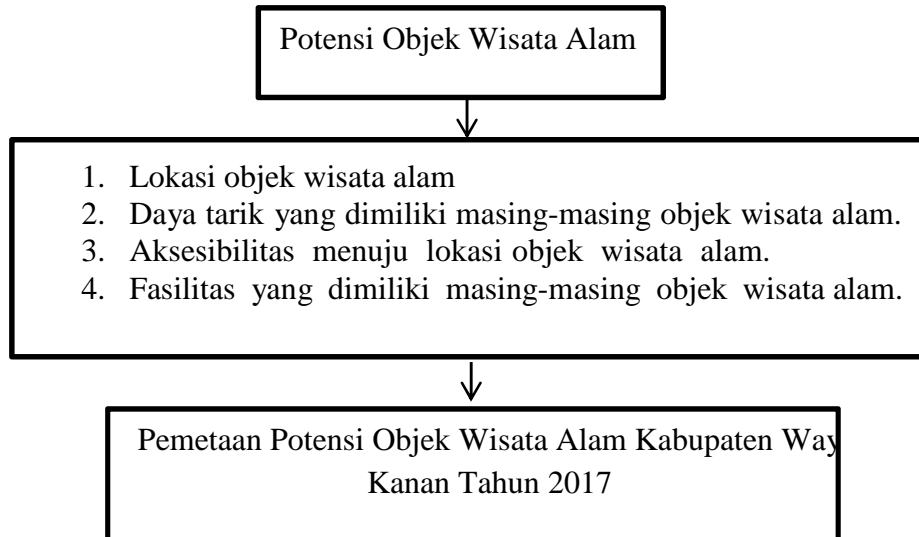 Potensi Objek Wisata Alam
1. Lokasi objek wisata alam
2. Daya tarik yang dimiliki masing-masing objek wisata alam.
3. Aksesibilitas menuju lokasi objek wisata alam.
4. Fasilitas yang dimiliki masing-masing objek wisata alam.
Pemetaan Potensi Objek Wisata Alam Kabupaten Way
Kanan Tahun 2017